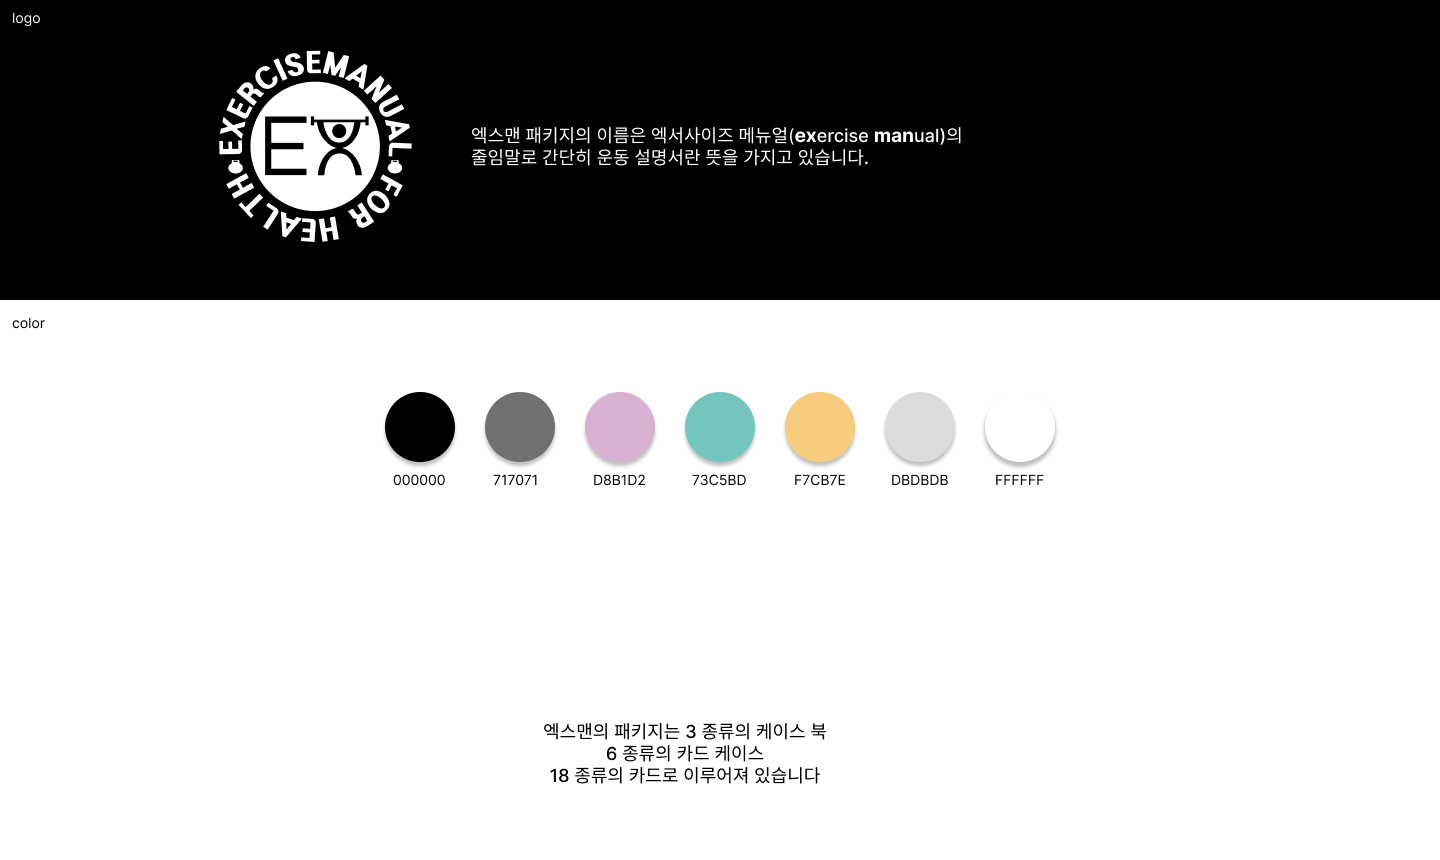 logo
EXERCISEMANUAL
FOR HEALTH
EX
엑스맨 패키지의 이름은 엑서사이즈 메뉴얼(exercise manual)의
줄임말로 간단히 운동 설명서란 뜻을 가지고 있습니다.
color
000000
717071
D8B1D2
73C5BD
F7CB7E
DBDBDB
FFFFFF
엑스맨의 패키지는 3 종류의 케이스 북
6 종류의 카드 케이스
18 종류의 카드로 이루어져 있습니다